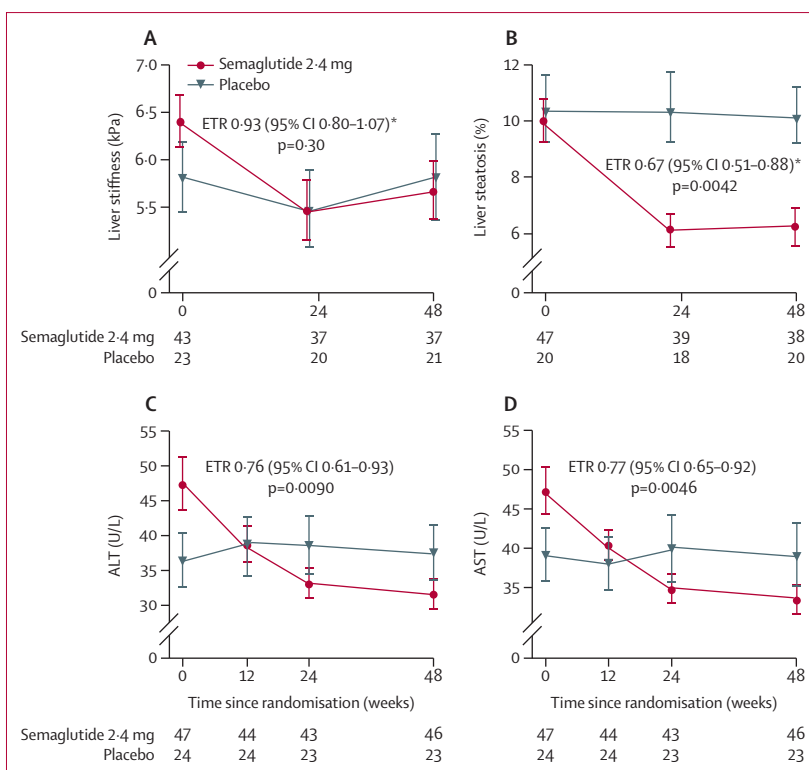 A
Semaglutide 2·4 mg
Placebo
7·0
6·5
6·0
5·5
0
Liver stiffness (kPa)
ETR 0·93 (95% CI 0·80–1·07)*
p=0·30
0 24 48
Semaglutide 2·4 mg 43 37 37
Placebo 23 20 21
B
12
10
8
6
0
Liver steatosis (%)
ETR 0·67 (95% CI 0·51–0·88)*
p=0·0042
0 24 48
47 39 38
20 18 20
C
55
50
45
40
35
30
0
ALT (U/L)
ETR 0·76 (95% CI 0·61–0·93)
p=0·0090
0 12 24 48
Time since randomisation (weeks)
Semaglutide 2·4 mg 47 44 43 46
Placebo 24 24 23 23
D
55
50
45
40
35
0
AST (U/L)
ETR 0·77 (95% CI 0·65–0·92)
p=0·0046
0 12 24 48
Time since randomisation (weeks)
47 44 43 46
24 24 23 23